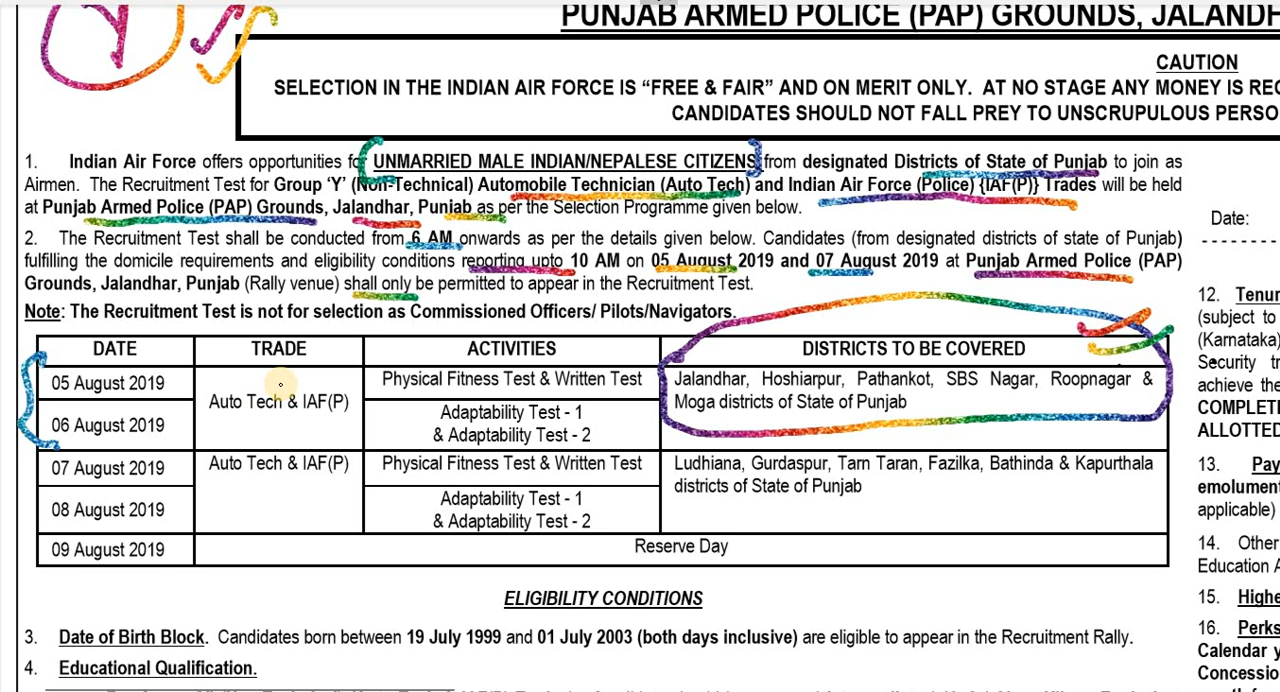 PUNJAB ARMED POLICE (PAP) GROUNDS, JALANDH
CAUTION
SELECTION IN THE INDIAN AIR FORCE IS “FREE & FAIR” AND ON MERIT ONLY. AT NO STAGE ANY MONEY IS REC
CANDIDATES SHOULD NOT FALL PREY TO UNSCRUPULOUS PERSO
1. Indian Air Force offers opportunities for UNMARRIED MALE INDIAN/NEPALESE CITIZENS from designated Districts of State of Punjab to join as
Airmen. The Recruitment Test for Group ‘Y’ (Non-Technical) Automobile Technician (Auto Tech) and Indian Air Force (Police) {IAF(P)} Trades will be held
at Punjab Armed Police (PAP) Grounds, Jalandhar, Punjab as per the Selection Programme given below.
2. The Recruitment Test shall be conducted from 6 AM onwards as per the details given below. Candidates (from designated districts of state of Punjab)
fulfilling the domicile requirements and eligibility conditions reporting upto 10 AM on 05 August 2019 and 07 August 2019 at Punjab Armed Police (PAP)
Grounds, Jalandhar, Punjab (Rally venue) shall only be permitted to appear in the Recruitment Test.
Note: The Recruitment Test is not for selection as Commissioned Officers/ Pilots/Navigators.
DATE TRADE ACTIVITIES DISTRICTS TO BE COVERED
05 August 2019 Auto Tech & IAF(P) Physical Fitness Test & Written Test Jalandhar, Hoshiarpur, Pathankot, SBS Nagar, Roopnagar &
Moga districts of State of Punjab
06 August 2019 Adaptability Test - 1
& Adaptability Test - 2
07 August 2019 Auto Tech & IAF(P) Physical Fitness Test & Written Test Ludhiana, Gurdaspur, Tarn Taran, Fazilka, Bathinda & Kapurthala
districts of State of Punjab
08 August 2019 Adaptability Test - 1
& Adaptability Test - 2
09 August 2019 Reserve Day
ELIGIBILITY CONDITIONS
3. Date of Birth Block. Candidates born between 19 July 1999 and 01 July 2003 (both days inclusive) are eligible to appear in the Recruitment Rally.
4. Educational Qualification.
Date:
12. Tenur
(subject to
(Karnataka)
Security tr
achieve the
COMPLETE
ALLOTTED
13. Pay
emolument
applicable)
14. Other
Education A
15. Highe
16. Perks
Calendar y
Concessio